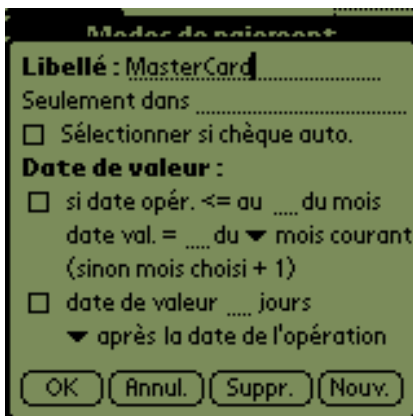 Modes de paiement
Libellé : MasterCard
Seulement dans
Sélectionner si chèque auto.
Date de valeur :
si date opér. <= au .... du mois
date val. = .... du mois courant
(sinon mois choisi + 1)
date de valeur .... jours
après la date de l'opération
OK Annul. Suppr. Nouv.